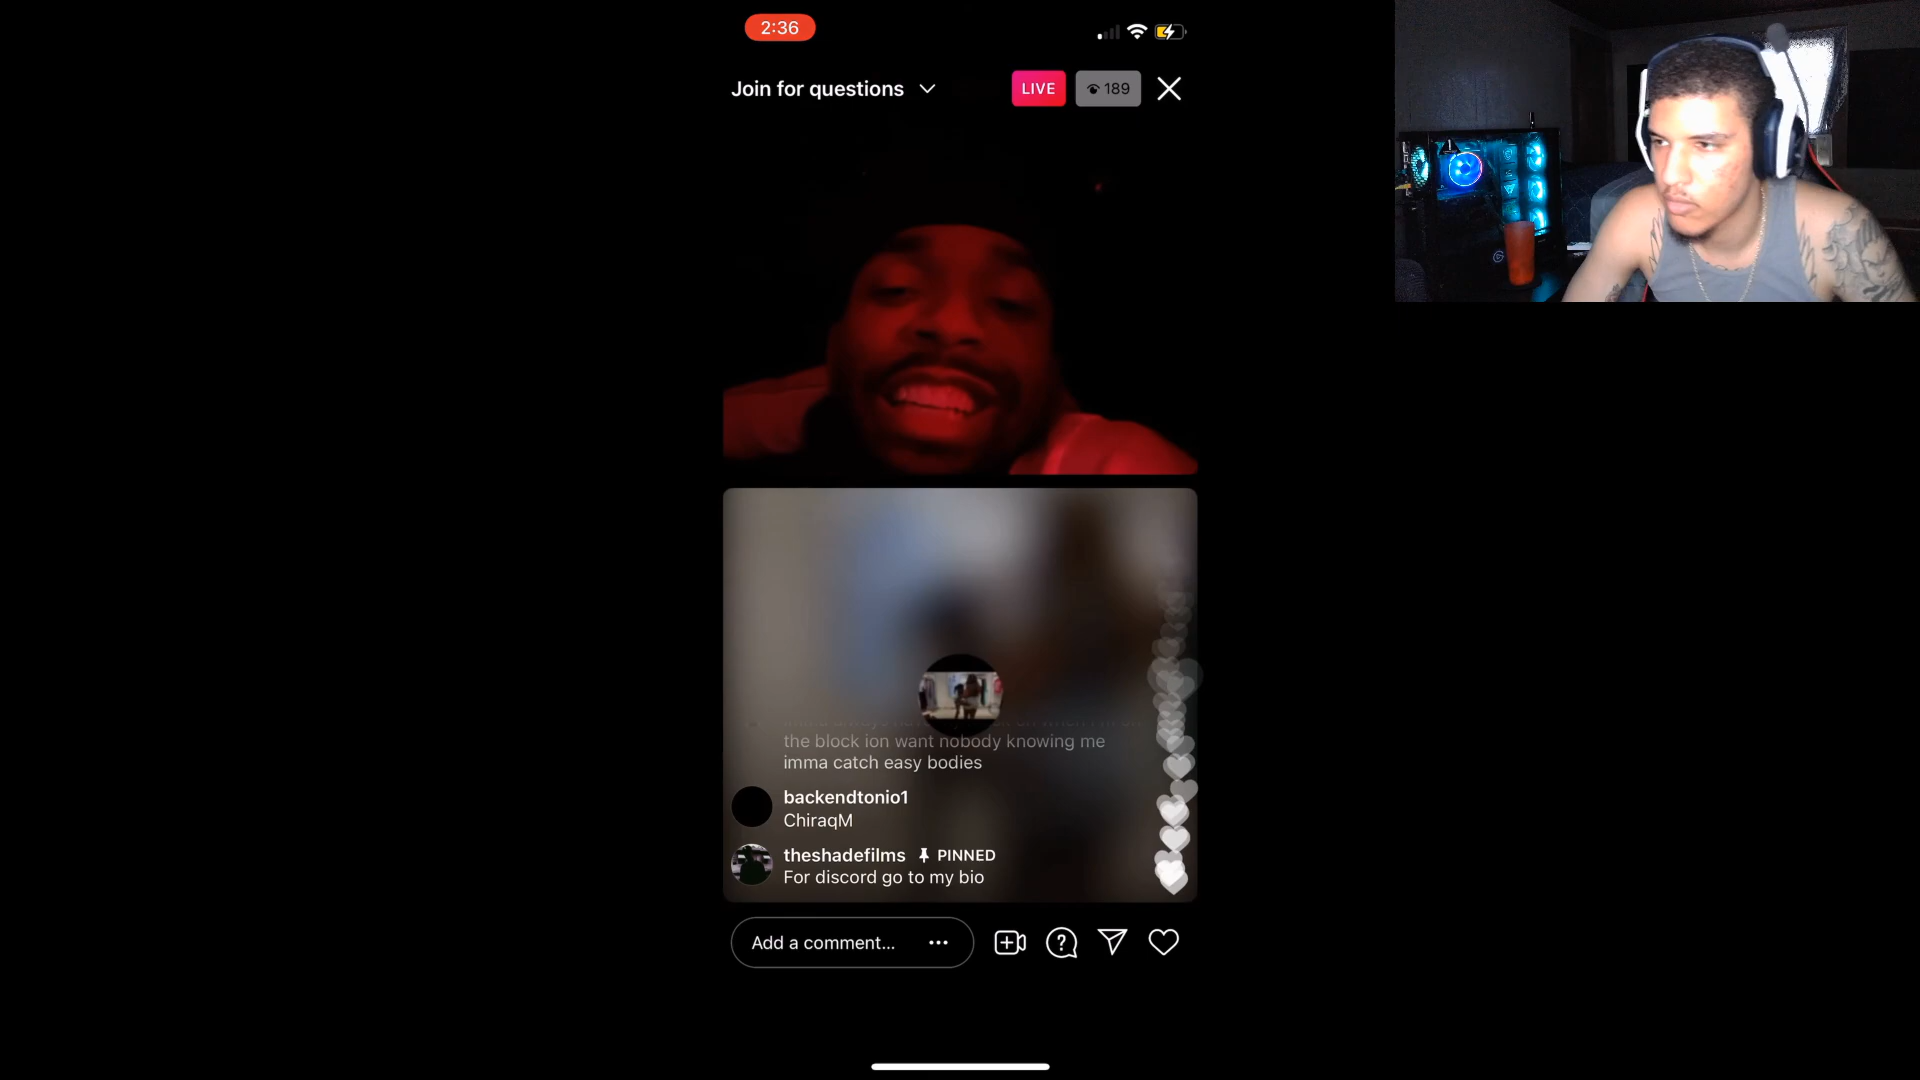 2:36
Join for questions
LIVE
189
the block ion want nobody knowing me
imma catch easy bodies
backendtonio1
ChiraqM
theshadefilms PINNED
For discord go to my bio
Add a comment...